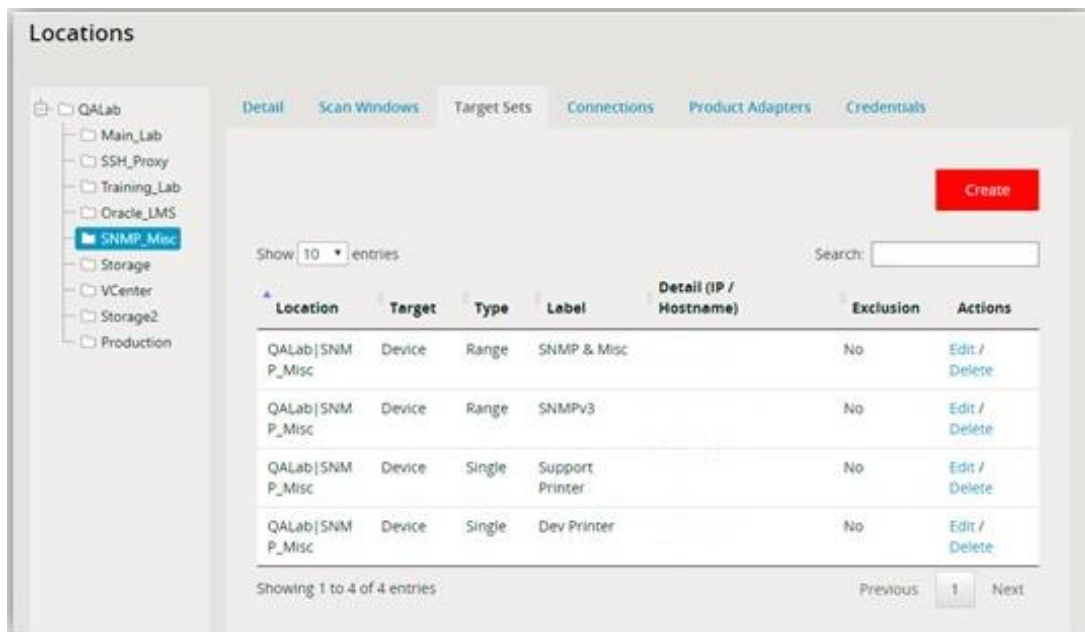 Locations
QALab
Main_Lab
SSH_Proxy
Training_Lab
Oracle_LMS
SNMP_Misc
Storage
VCenter
Storage2
Production
Detail Scan Windows Target Sets Connections Product Adapters Credentials
Create
Show 10 entries Search:
Detail (IP /
Location Target Type Label Hostname) Exclusion Actions
QALab|SNM Device Range SNMP & Misc No Edit /
P_Misc Delete
QALab|SNM Device Range SNMPv3 No Edit /
P_Misc Delete
QALab|SNM Device Single Support No Edit /
P_Misc Printer Delete
QALab|SNM Device Single Dev Printer No Edit /
P_Misc Delete
Showing 1 to 4 of 4 entries Previous 1 Next